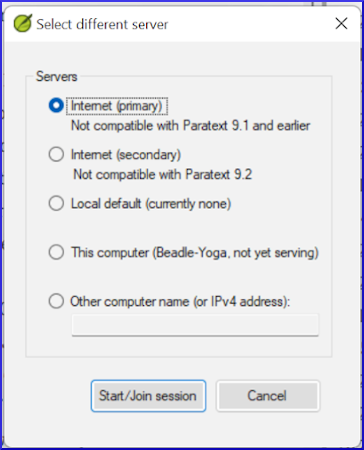 Select different server
Servers
Internet (primary)
Not compatible with Paratext 9.1 and earlier
Internet (secondary)
Not compatible with Paratext 9.2
Local default (currently none)
This computer (Beadle-Yoga, not yet serving)
Other computer name (or IPv4 address):
Start/Join session
Cancel